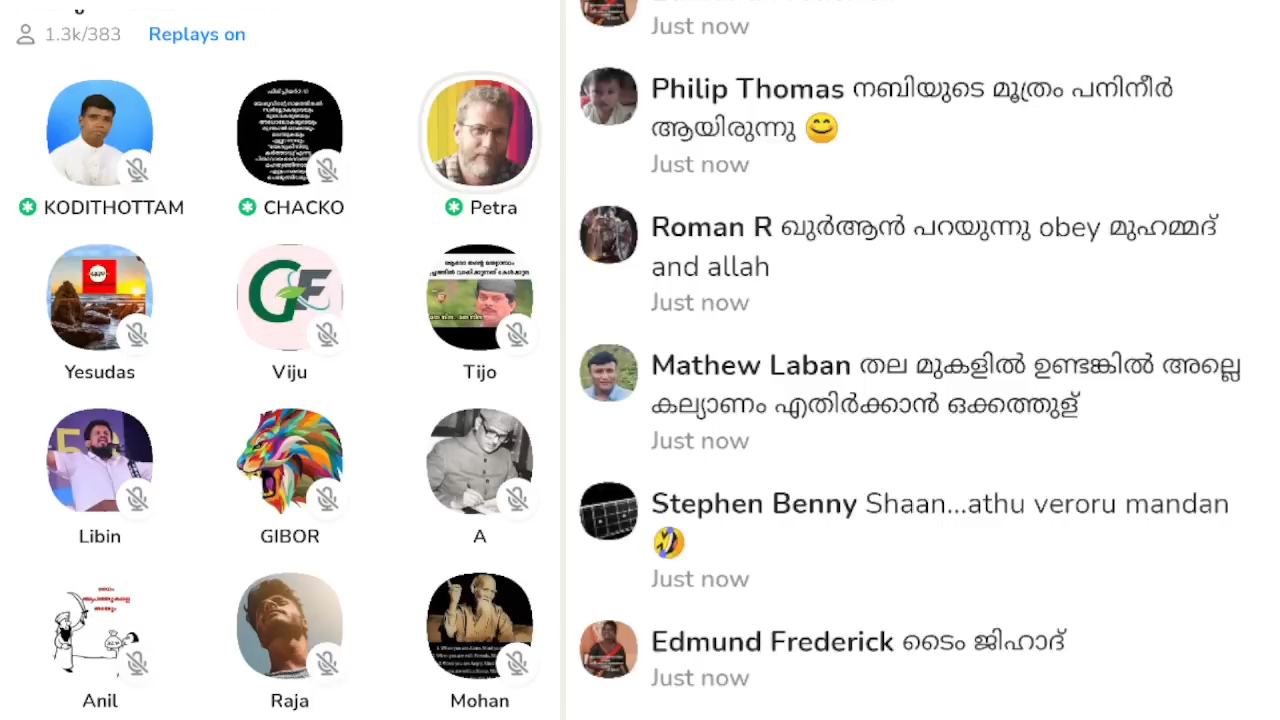 1.3k/383 Replays on
KODITHOTTAM
CHACKO
Petra
Yesudas
Viju
Tijo
Libin
GIBOR
A
Anil
Raja
Mohan
Just now
Philip Thomas നബിയുടെ മൂത്രം പനിനീർ
ആയിരുന്നു 😊
Just now
Roman R ഖുർആൻ പറയുന്നു obey മുഹമ്മദ്
and allah
Just now
Mathew Laban തല മുകളിൽ ഉണ്ടങ്കിൽ അല്ലെ
കല്യാണം എതിർക്കാൻ ഒക്കത്തുള്
Just now
Stephen Benny Shaan...athu veroru mandan
🤣
Just now
Edmund Frederick ടൈം ജിഹാദ്
Just now